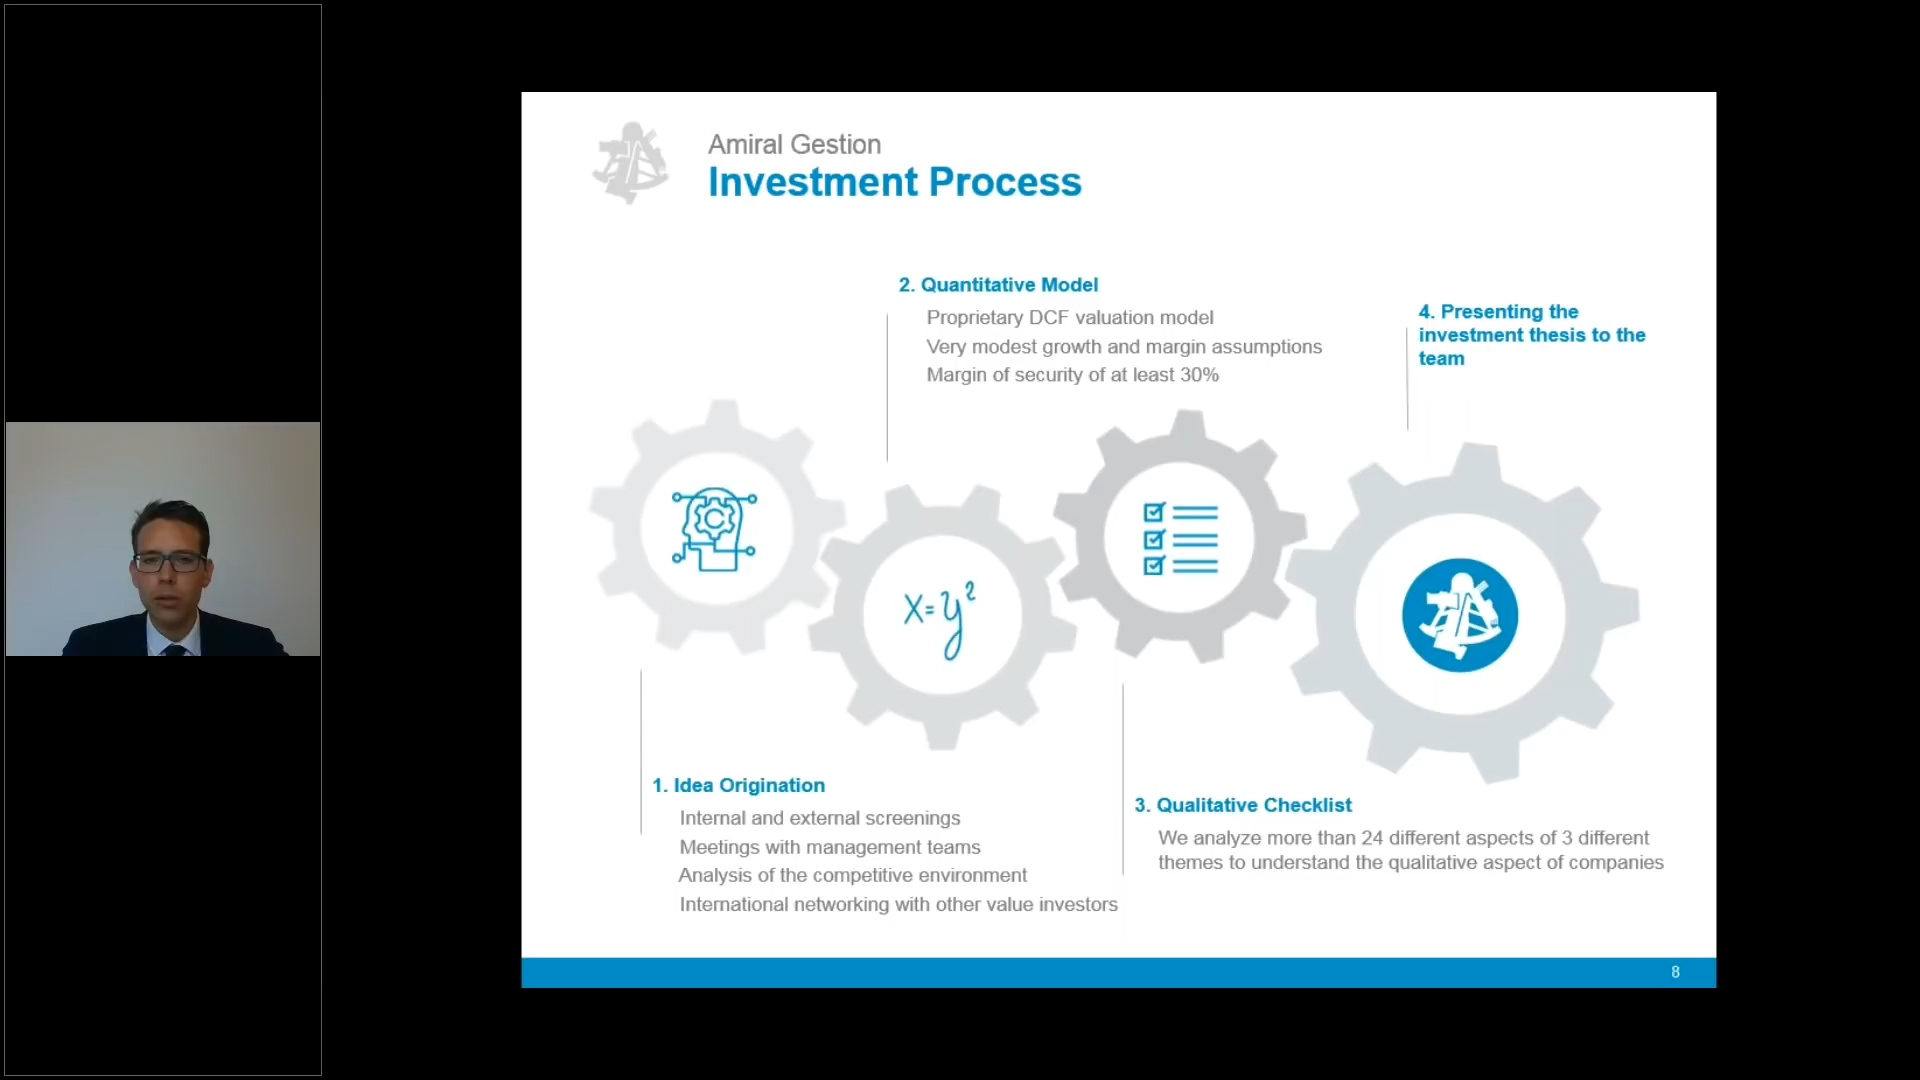 Amiral Gestion
Investment Process
2. Quantitative Model
Proprietary DCF valuation model
Very modest growth and margin assumptions
Margin of security of at least 30%
4. Presenting the
investment thesis to the
team
X=y²
1. Idea Origination
Internal and external screenings
Meetings with management teams
Analysis of the competitive environment
International networking with other value investors
3. Qualitative Checklist
We analyze more than 24 different aspects of 3 different
themes to understand the qualitative aspect of companies
8